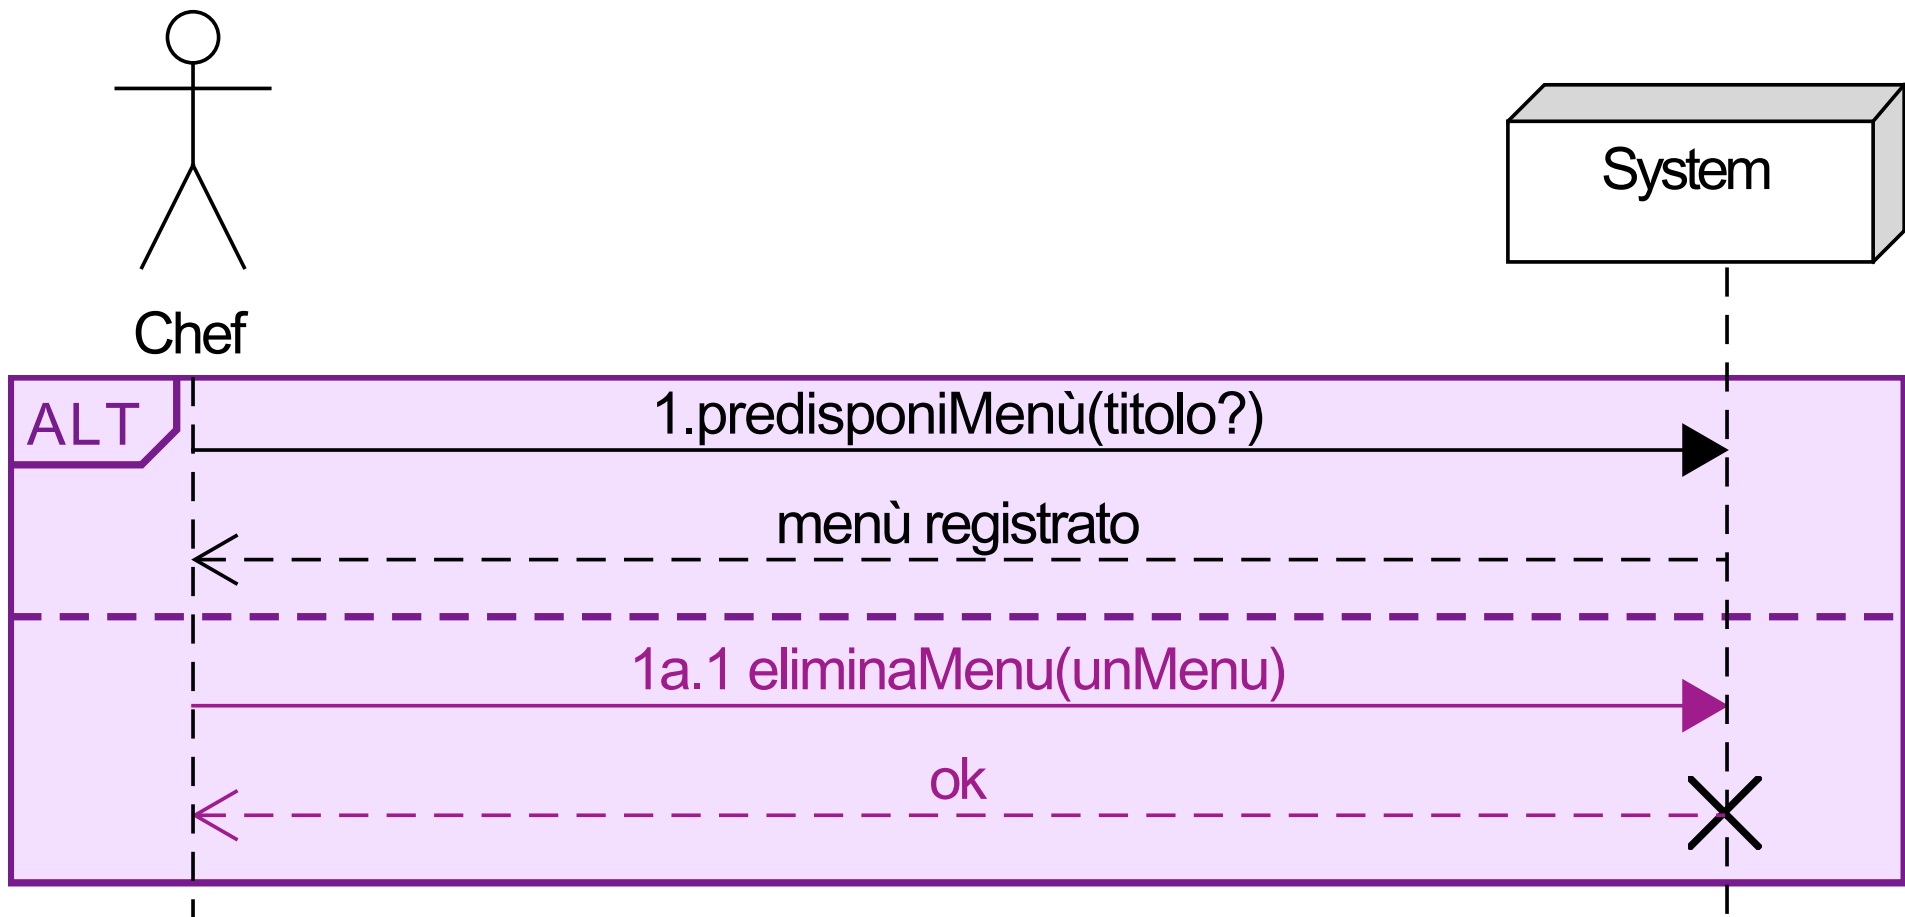 System
Chef
ALT
1.predisponiMenù(titolo?)
menù registrato
1a.1 eliminaMenu(unMenu)
ok